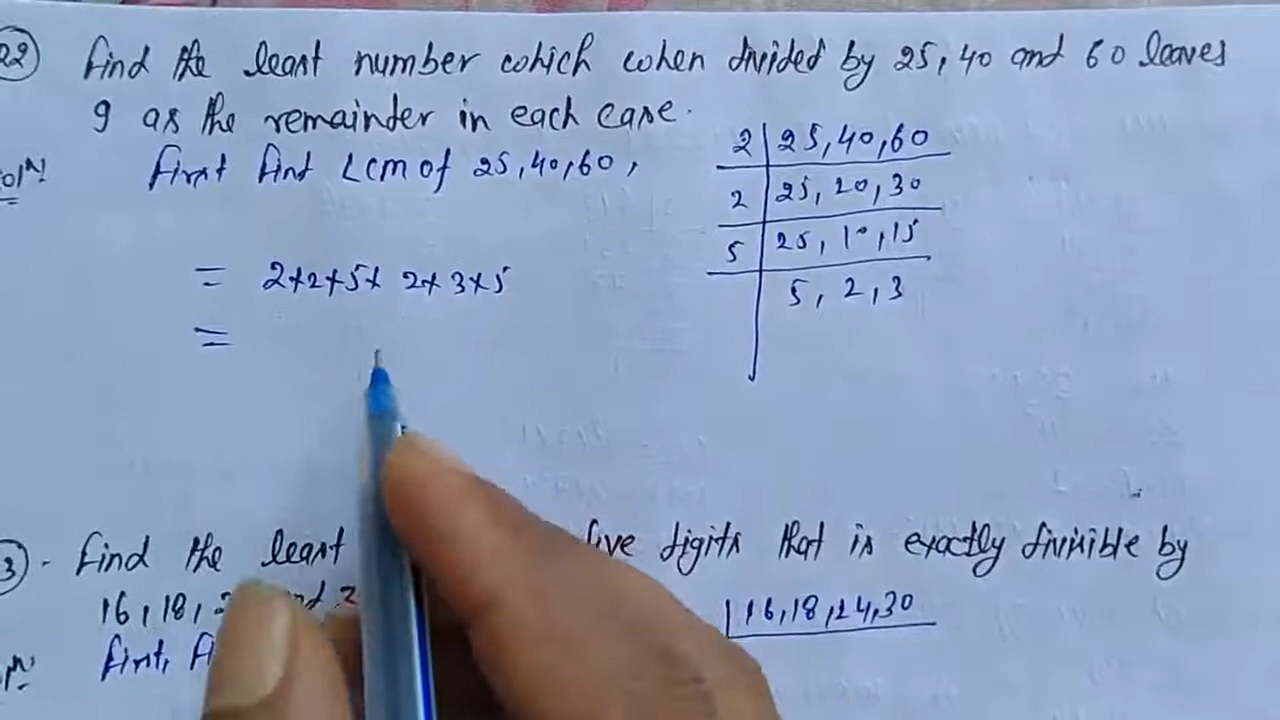 22 Find the least number which when divided by 25, 40 and 60 leaves
9 as the remainder in each case.
First find LCM of 25, 40, 60,
2 | 25, 40, 60
2 | 25, 20, 30
5 | 25, 10, 15
5, 2, 3
= 2×2×5× 2×3×5
=
3 - Find the least five digits that is exactly divisible by
16, 18,
16, 18, 24, 30
first,